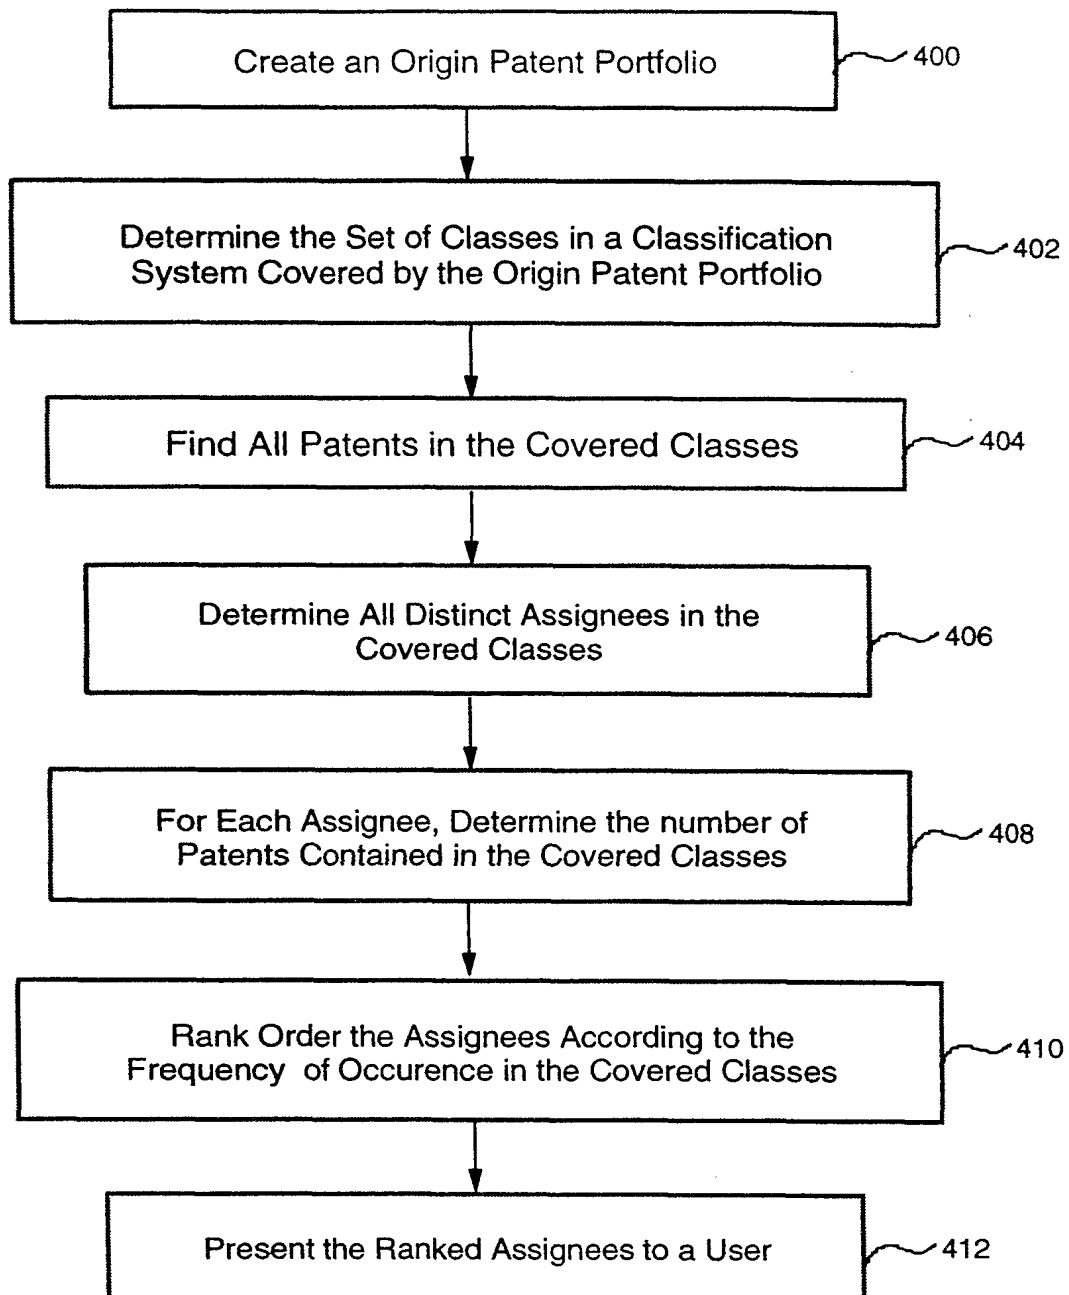 Create an Origin Patent Portfolio
400
Determine the Set of Classes in a Classification
System Covered by the Origin Patent Portfolio
402
Find All Patents in the Covered Classes
404
Determine All Distinct Assignees in the
Covered Classes
406
For Each Assignee, Determine the number of
Patents Contained in the Covered Classes
408
Rank Order the Assignees According to the
Frequency of Occurence in the Covered Classes
410
Present the Ranked Assignees to a User
412